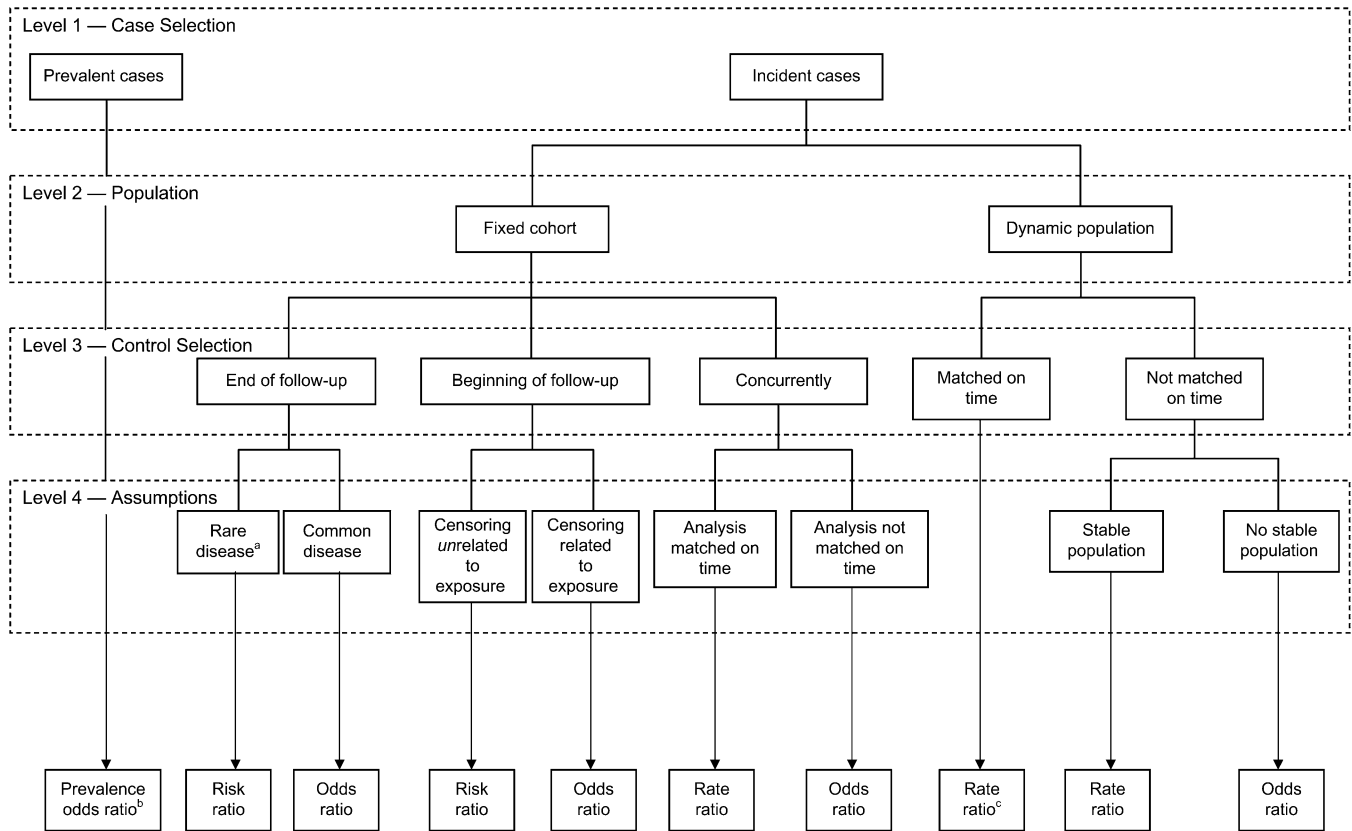 Level 1 — Case Selection
Prevalent cases
Incident cases
Level 2 — Population
Fixed cohort
Dynamic population
Level 3 — Control Selection
End of follow-up
Beginning of follow-up
Concurrently
Matched on
time
Not matched
on time
Level 4 — Assumptions
Rare
diseaseᵃ
Common
disease
Censoring
unrelated
to
exposure
Censoring
related
to
exposure
Analysis
matched on
time
Analysis not
matched on
time
Stable
population
No stable
population
Prevalence
odds ratioᵇ
Risk
ratio
Odds
ratio
Risk
ratio
Odds
ratio
Rate
ratio
Odds
ratio
Rate
ratioᶜ
Rate
ratio
Odds
ratio